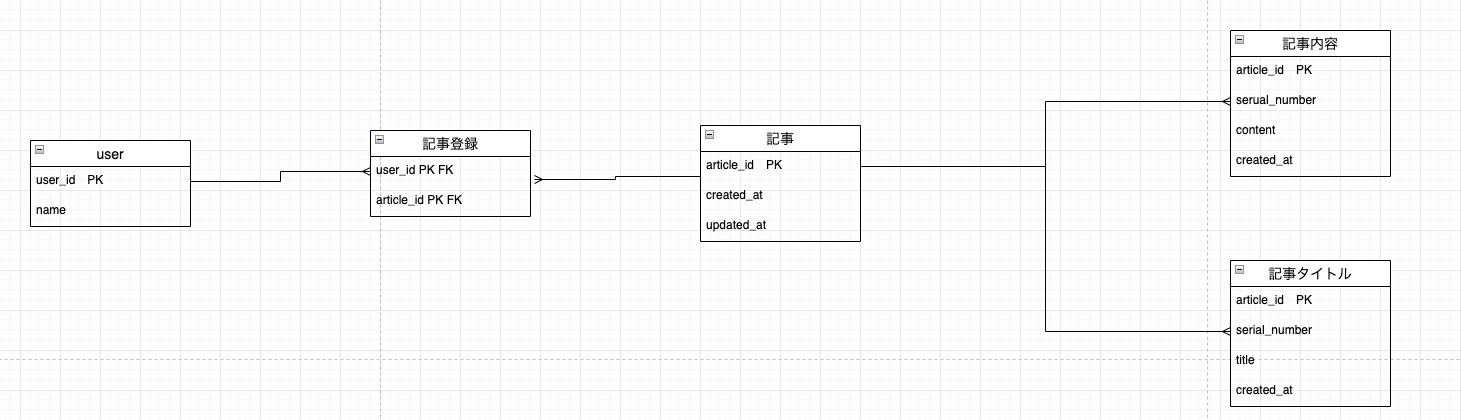 user
user_id PK
name
記事登録
user_id PK FK
article_id PK FK
記事
article_id PK
created_at
updated_at
記事内容
article_id PK
serual_number
content
created_at
記事タイトル
article_id PK
serial_number
title
created_at